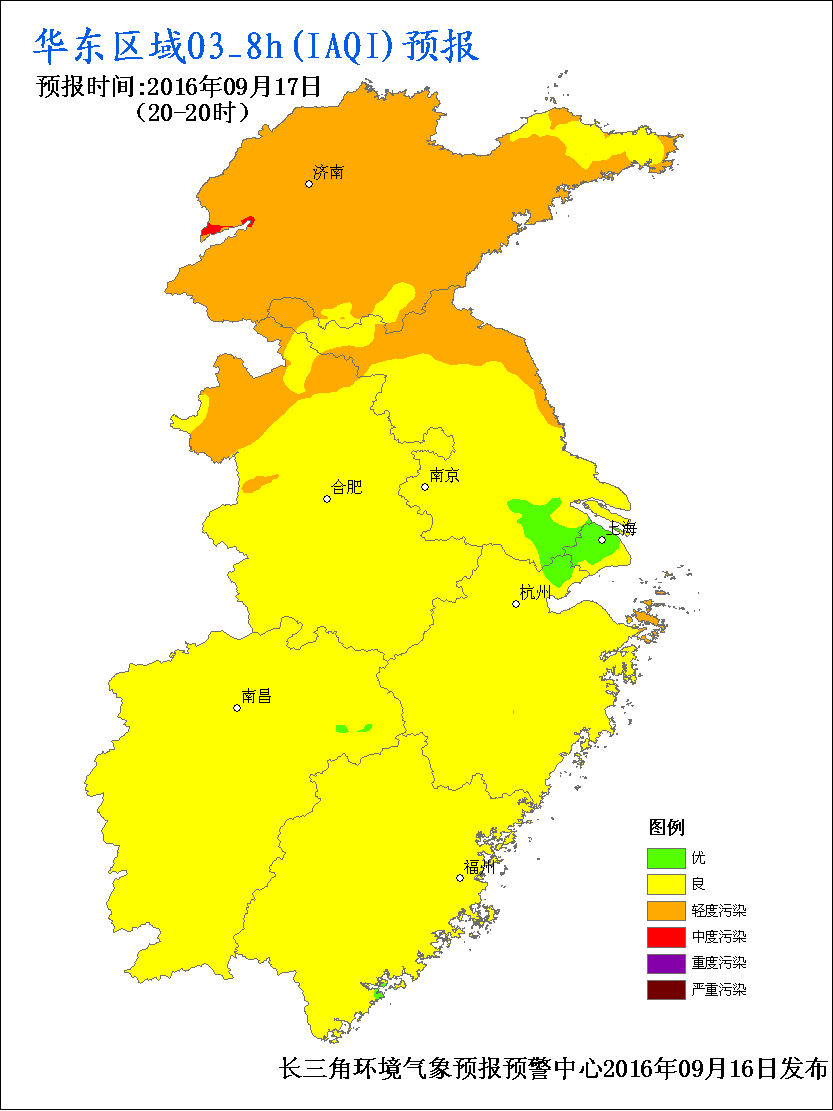 华东区域O3_8h(IAQI)预报
预报时间:2016年09月17日
(20-20时)
济南
南京
合肥
上海
杭州
南昌
福州
图例
优
良
轻度污染
中度污染
重度污染
严重污染
长三角环境气象预报预警中心2016年09月16日发布